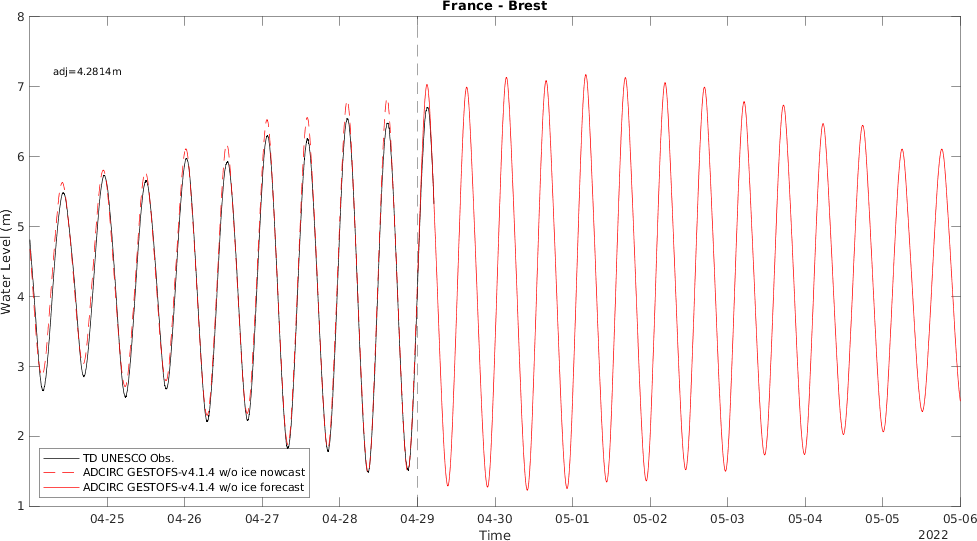 France - Brest
8
adj=4.2814m
7
6
5
4
3
2
1
Water Level (m)
TD UNESCO Obs.
ADCIRC GESTOFS-v4.1.4 w/o ice nowcast
ADCIRC GESTOFS-v4.1.4 w/o ice forecast
04-25 04-26 04-27 04-28 04-29 04-30 05-01 05-02 05-03 05-04 05-05 05-06
Time
2022